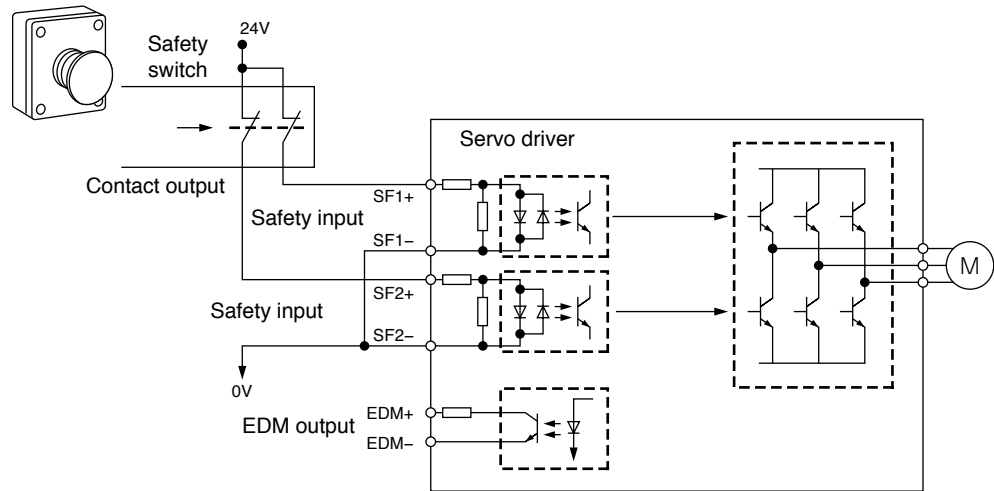 Safety
switch
24V
Contact output
Servo driver
SF1+
Safety input
SF1−
SF2+
Safety input
SF2−
0V
EDM output
EDM+
EDM−
M